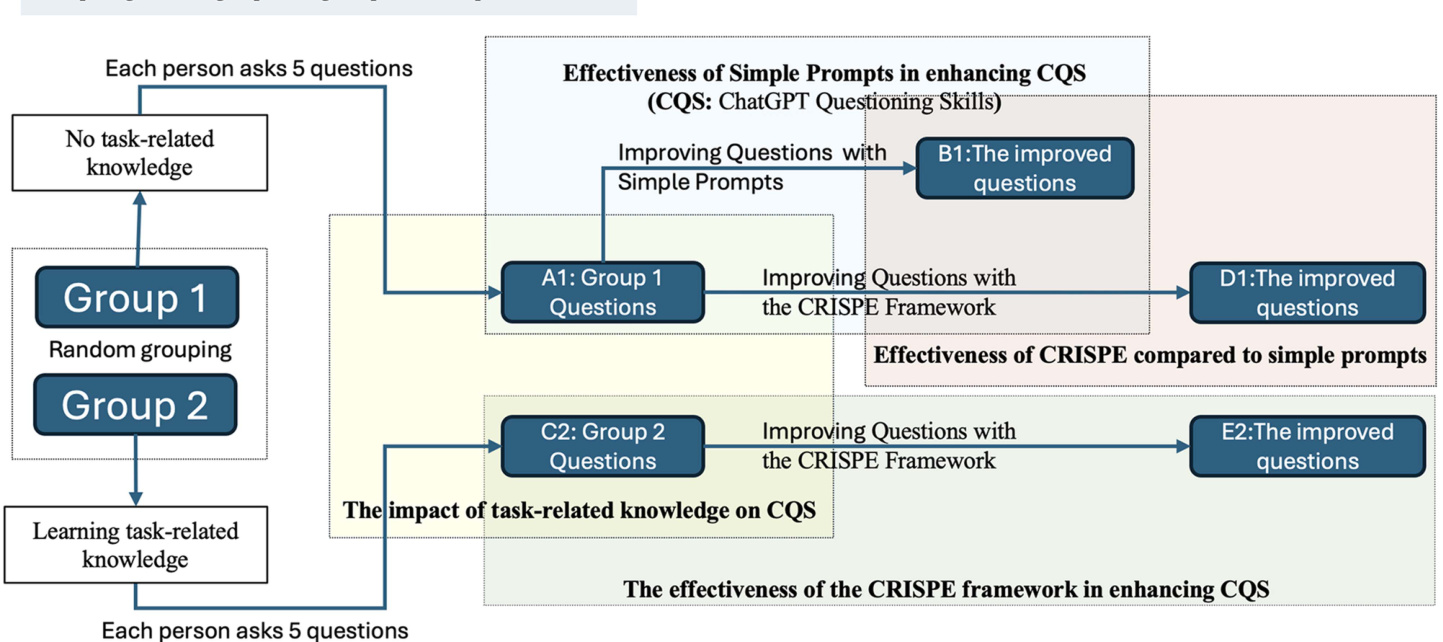 Each person asks 5 questions
No task-related
knowledge
Group 1
Random grouping
Group 2
Learning task-related
knowledge
Each person asks 5 questions
Effectiveness of Simple Prompts in enhancing CQS
(CQS: ChatGPT Questioning Skills)
Improving Questions with
Simple Prompts
B1:The improved
questions
A1: Group 1
Questions
Improving Questions with
the CRISPE Framework
D1:The improved
questions
Effectiveness of CRISPE compared to simple prompts
C2: Group 2
Questions
Improving Questions with
the CRISPE Framework
E2:The improved
questions
The impact of task-related knowledge on CQS
The effectiveness of the CRISPE framework in enhancing CQS